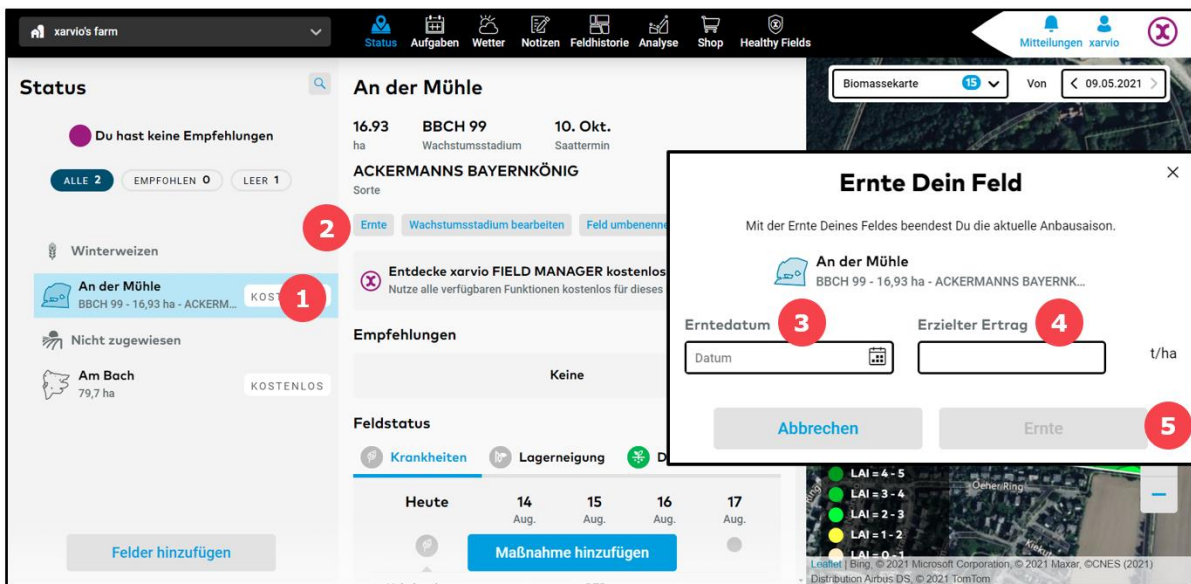 xarvio's farm
Status Aufgaben Wetter Notizen Feldhistorie Analyse Shop Healthy Fields
Mitteilungen xarvio
Status
Du hast keine Empfehlungen
ALLE 2 EMPFOHLEN 0 LEER 1
Winterweizen
An der Mühle
BBCH 99 - 16,93 ha - ACKERM...
KOST
1
Nicht zugewiesen
Am Bach
79,7 ha
KOSTENLOS
Felder hinzufügen
An der Mühle
16.93 BBCH 99 10. Okt.
ha Wachstumsstadium Saattermin
ACKERMANNS BAYERNKÖNIG
Sorte
2
Ernte Wachstumsstadium bearbeiten Feld umbenennen
Entdecke xarvio FIELD MANAGER kostenlos
Nutze alle verfügbaren Funktionen kostenlos für dieses
Empfehlungen
Keine
Feldstatus
Krankheiten Lagerneigung D
Heute 14 15 16 17
Aug. Aug. Aug. Aug.
Maßnahme hinzufügen
Biomassekarte 15 Von < 09.05.2021 >
Ernte Dein Feld
Mit der Ernte Deines Feldes beendest Du die aktuelle Anbausaison.
An der Mühle
BBCH 99 - 16,93 ha - ACKERMANNS BAYERNK...
Erntedatum 3 Erzielter Ertrag 4
Datum t/ha
Abbrechen Ernte 5
LAI = 4 - 5
LAI = 3 - 4
LAI = 2 - 3
LAI = 1 - 2
LAI = 0 - 1
Oeher Ring
Leaflet | Bing, © 2021 Microsoft Corporation, © 2021 Maxar, ©CNES (2021)
Distribution Airbus DS, © 2021 TomTom